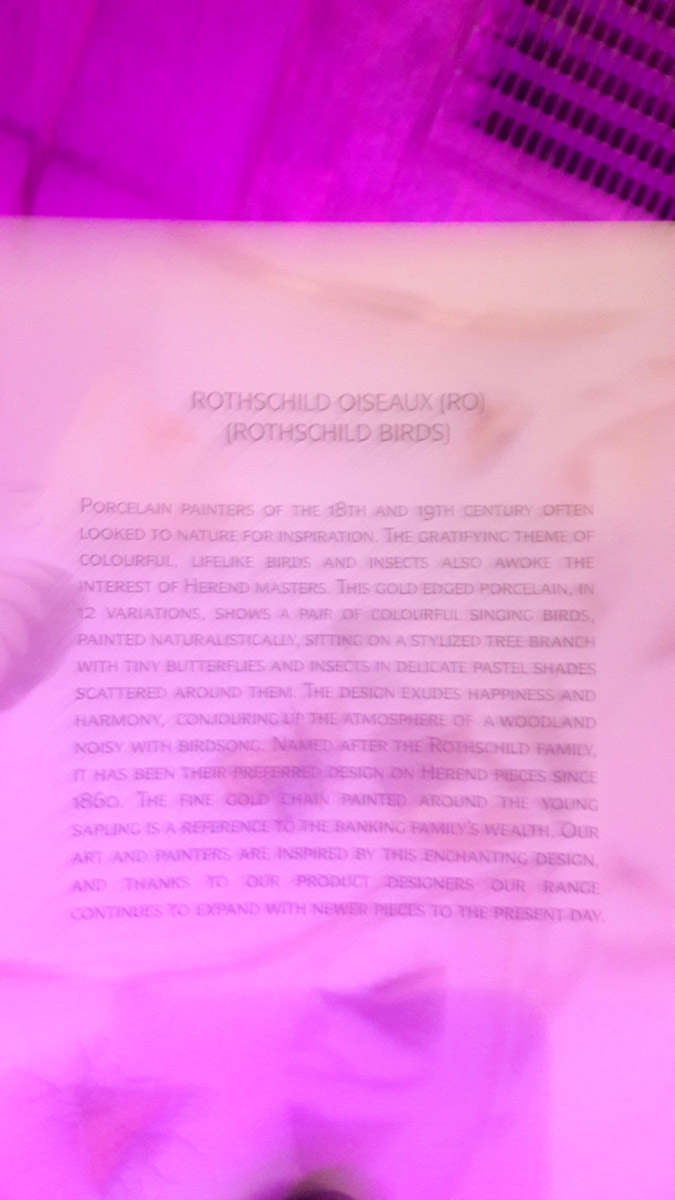 ROTHSCHILD OISEAUX (RO)
(ROTHSCHILD BIRDS)
PORCELAIN PAINTERS OF THE 18TH AND 19TH CENTURY OFTEN
LOOKED TO NATURE FOR INSPIRATION. THE GRATIFYING THEME OF
COLOURFUL, LIFELIKE BIRDS AND INSECTS ALSO AWOKE THE
INTEREST OF HEREND MASTERS. THIS GOLD EDGED PORCELAIN, IN
12 VARIATIONS, SHOWS A PAIR OF COLOURFUL SINGING BIRDS,
PAINTED NATURALISTICALLY, SITTING ON A STYLIZED TREE BRANCH
WITH TINY BUTTERFLIES AND INSECTS IN DELICATE PASTEL SHADES
SCATTERED AROUND THEM. THE DESIGN EXUDES HAPPINESS AND
HARMONY, CONJOURING UP THE ATMOSPHERE OF A WOODLAND
NOISY WITH BIRDSONG. NAMED AFTER THE ROTHSCHILD FAMILY,
IT HAS BEEN THEIR PREFERRED DESIGN ON HEREND PIECES SINCE
1860. THE FINE GOLD CHAIN PAINTED AROUND THE YOUNG
SAPLING IS A REFERENCE TO THE BANKING FAMILY'S WEALTH. OUR
ART AND PAINTERS ARE INSPIRED BY THIS ENCHANTING DESIGN,
AND THANKS TO OUR PRODUCT DESIGNERS OUR RANGE
CONTINUES TO EXPAND WITH NEWER PIECES TO THE PRESENT DAY.